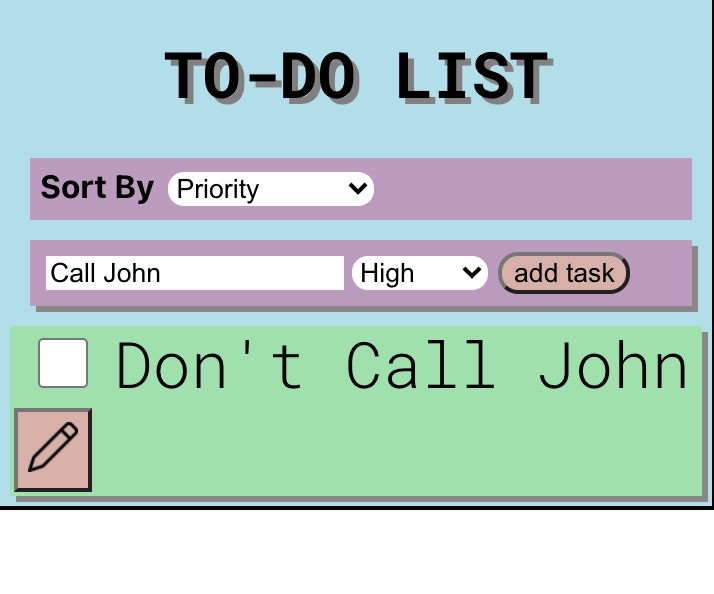 TO-DO LIST
Sort By Priority
Call John High add task
Don't Call John